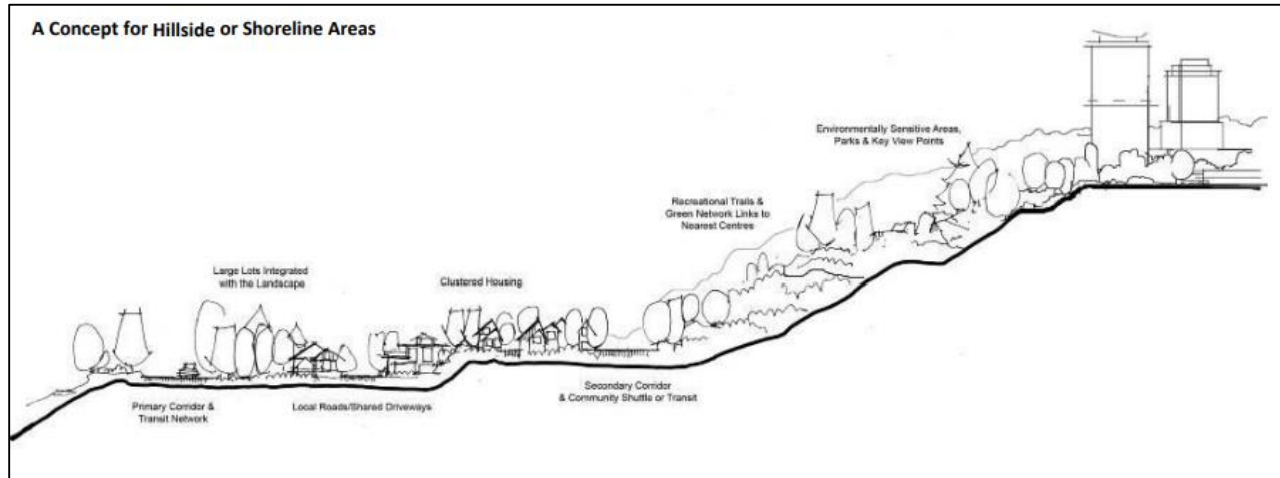 A Concept for Hillside or Shoreline Areas
Environmentally Sensitive Areas,
Parks & Key View Points
Recreational Trails &
Green Network Links to
Nearest Centres
Large Lots Integrated
with the Landscape
Clustered Housing
Primary Corridor &
Transit Network
Local Roads/Shared Driveways
Secondary Corridor
& Community Shuttle or Transit